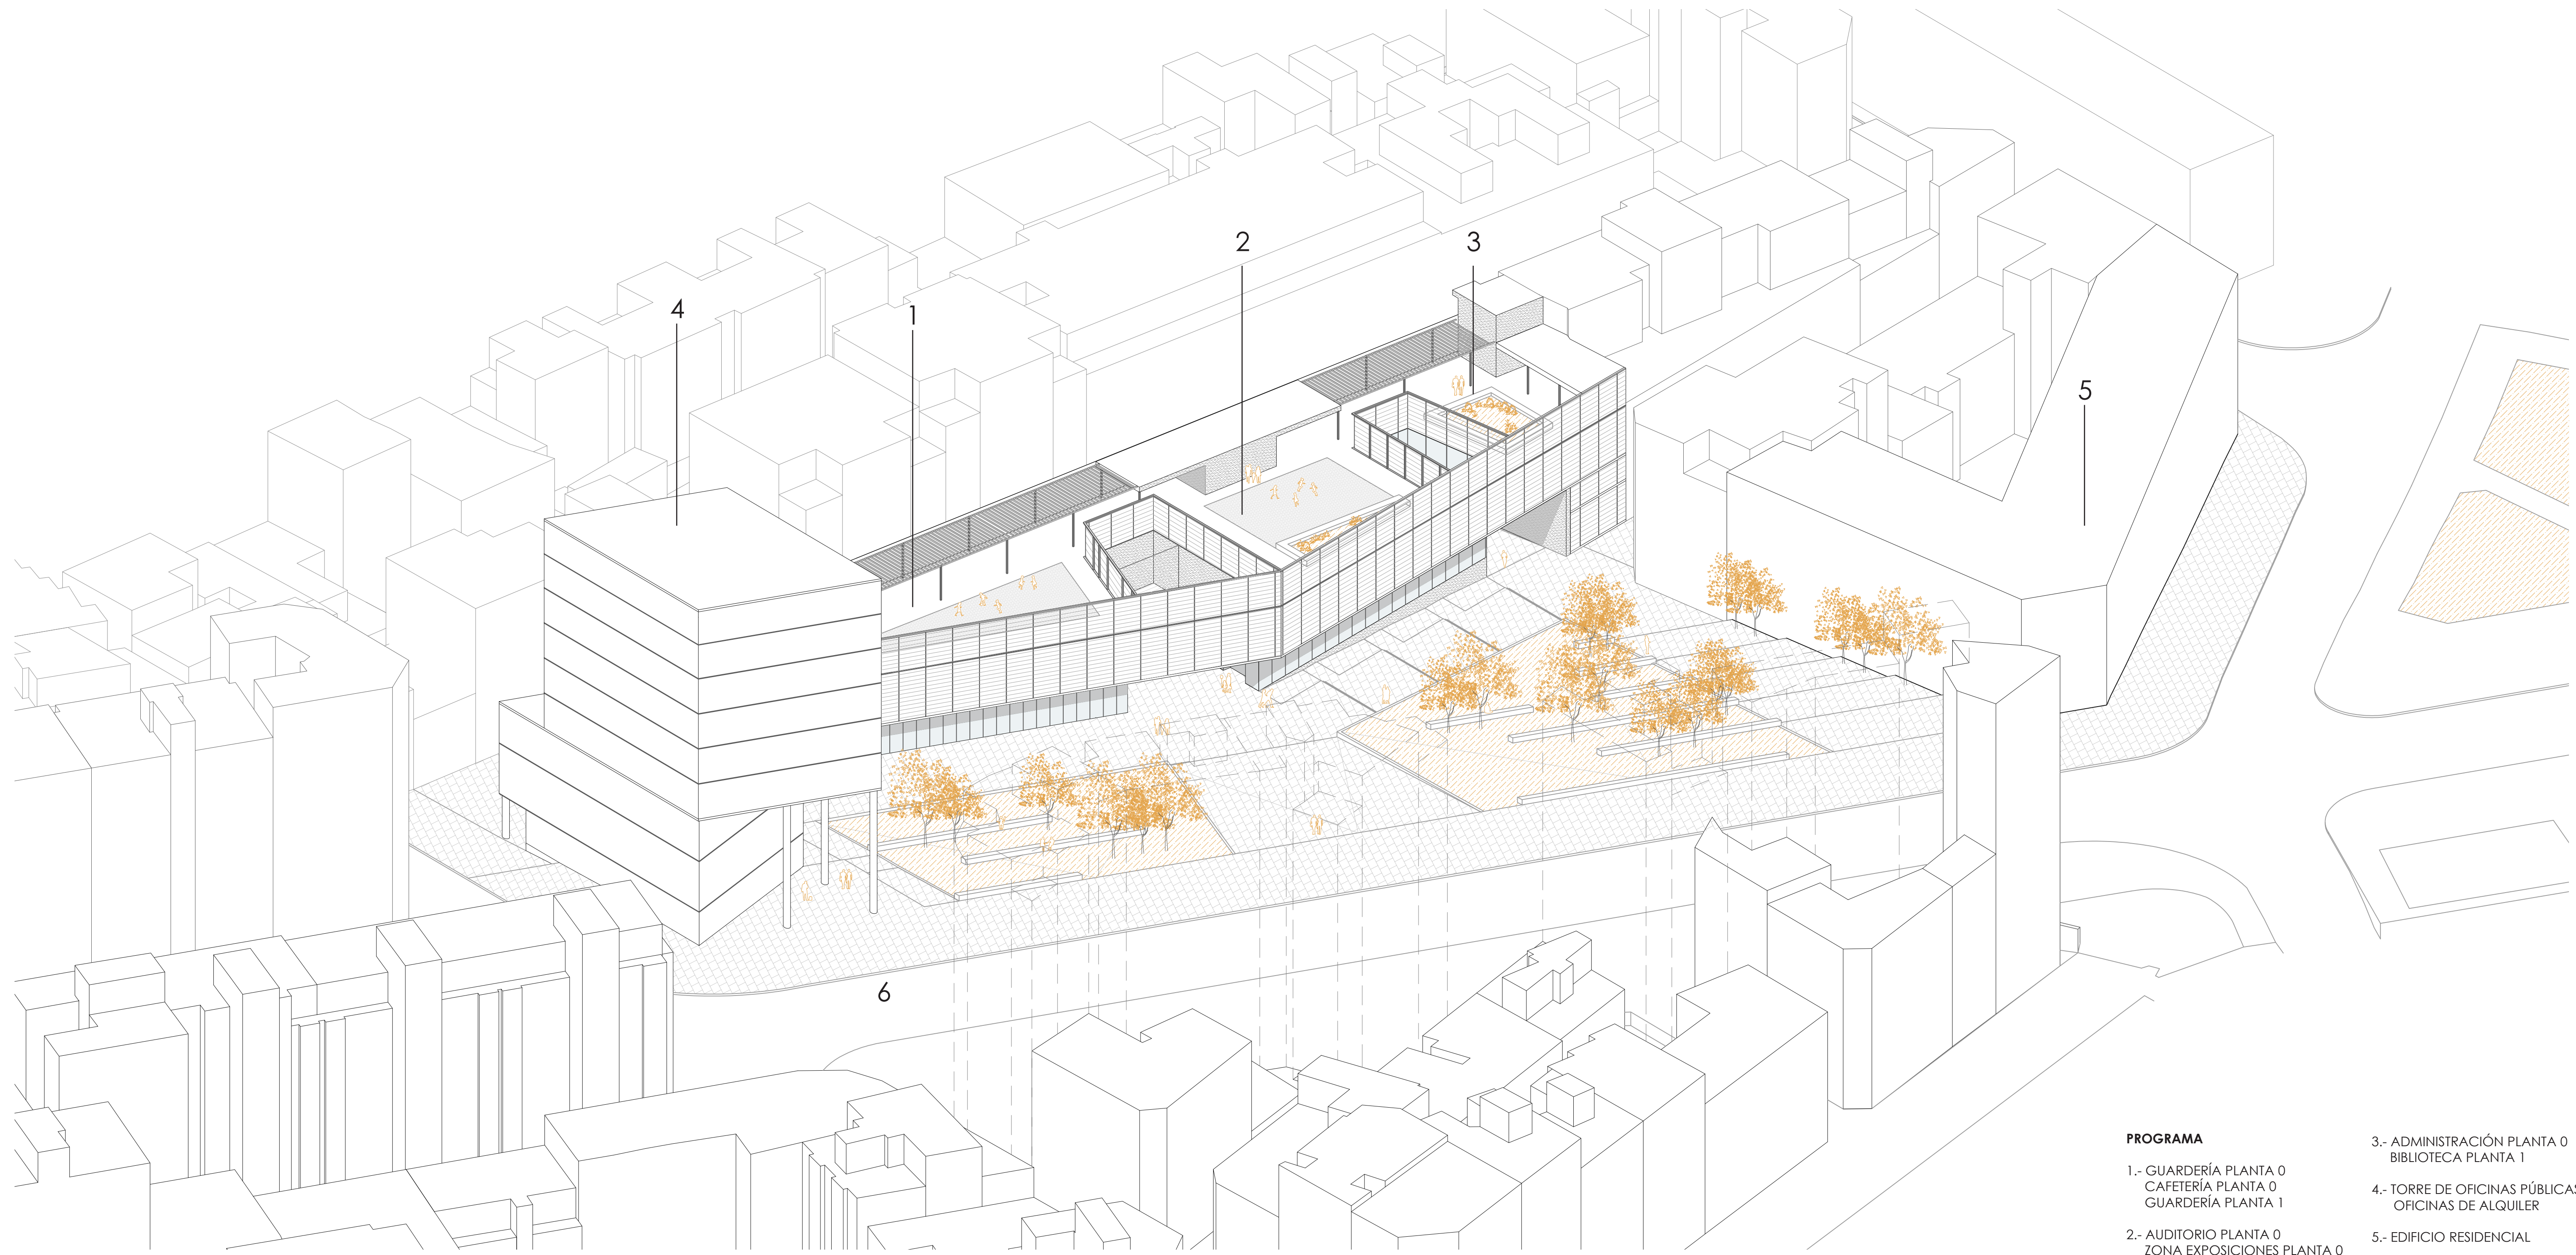 2
3
4
1
5
6
PROGRAMA
1.- GUARDERÍA PLANTA 0
CAFETERÍA PLANTA 0
GUARDERÍA PLANTA 1
2.- AUDITORIO PLANTA 0
ZONA EXPOSICIONES PLANTA 0
3.- ADMINISTRACIÓN PLANTA 0
BIBLIOTECA PLANTA 1
4.- TORRE DE OFICINAS PÚBLICAS
OFICINAS DE ALQUILER
5.- EDIFICIO RESIDENCIAL